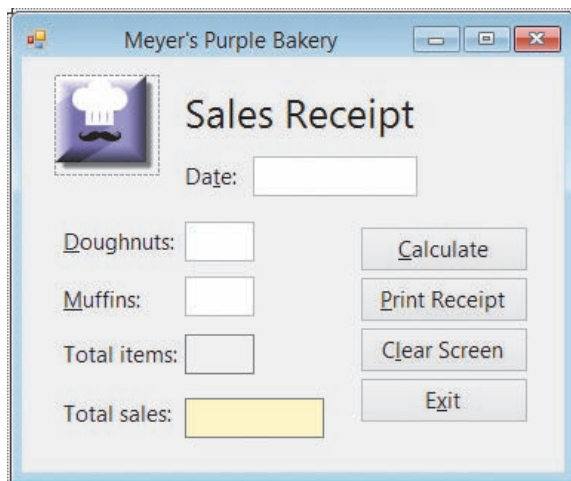 Meyer's Purple Bakery
Sales Receipt
Date:
Doughnuts:
Calculate
Muffins:
Print Receipt
Total items:
Clear Screen
Total sales:
Exit